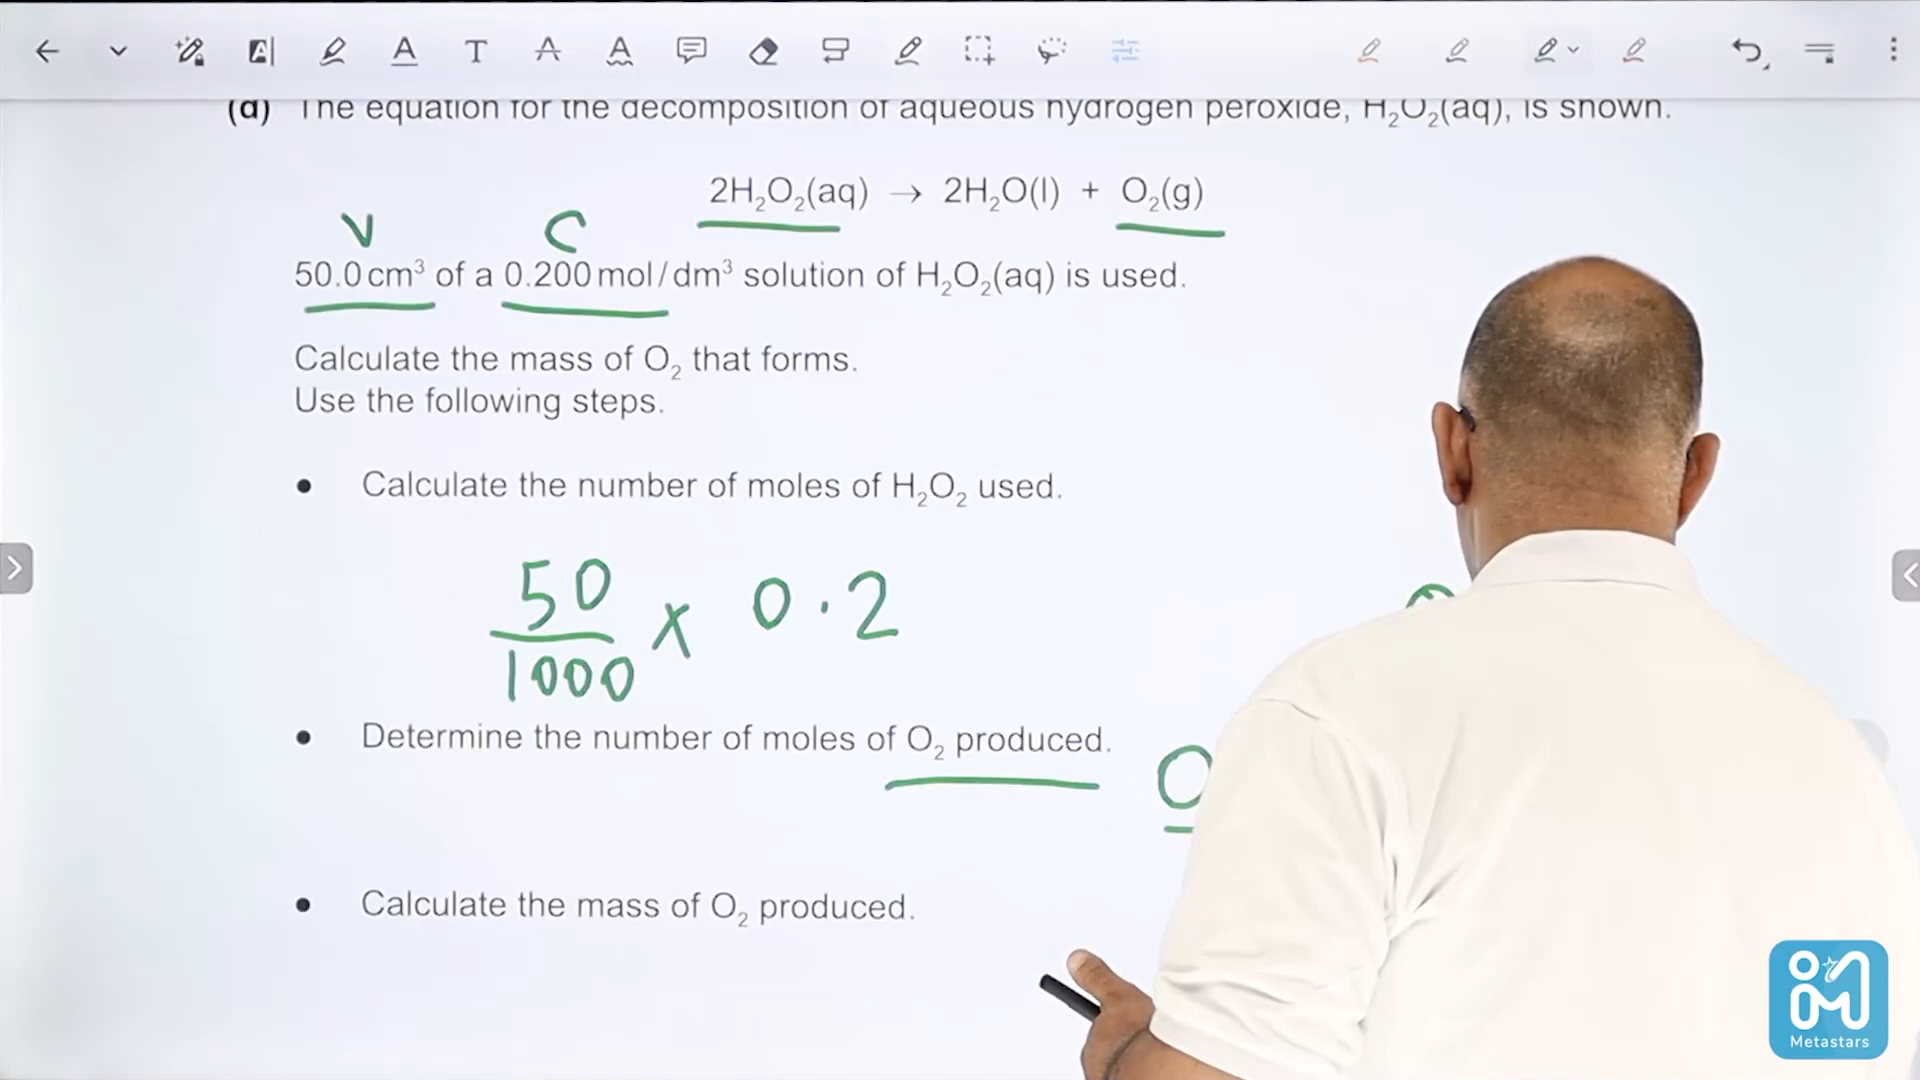 (d) The equation for the decomposition of aqueous hydrogen peroxide, H₂O₂(aq), is shown.
2H₂O₂(aq) → 2H₂O(l) + O₂(g)
V C
50.0 cm³ of a 0.200 mol/dm³ solution of H₂O₂(aq) is used.
Calculate the mass of O₂ that forms.
Use the following steps.
• Calculate the number of moles of H₂O₂ used.
50
1000
× 0.2
• Determine the number of moles of O₂ produced.
• Calculate the mass of O₂ produced.
Metastars